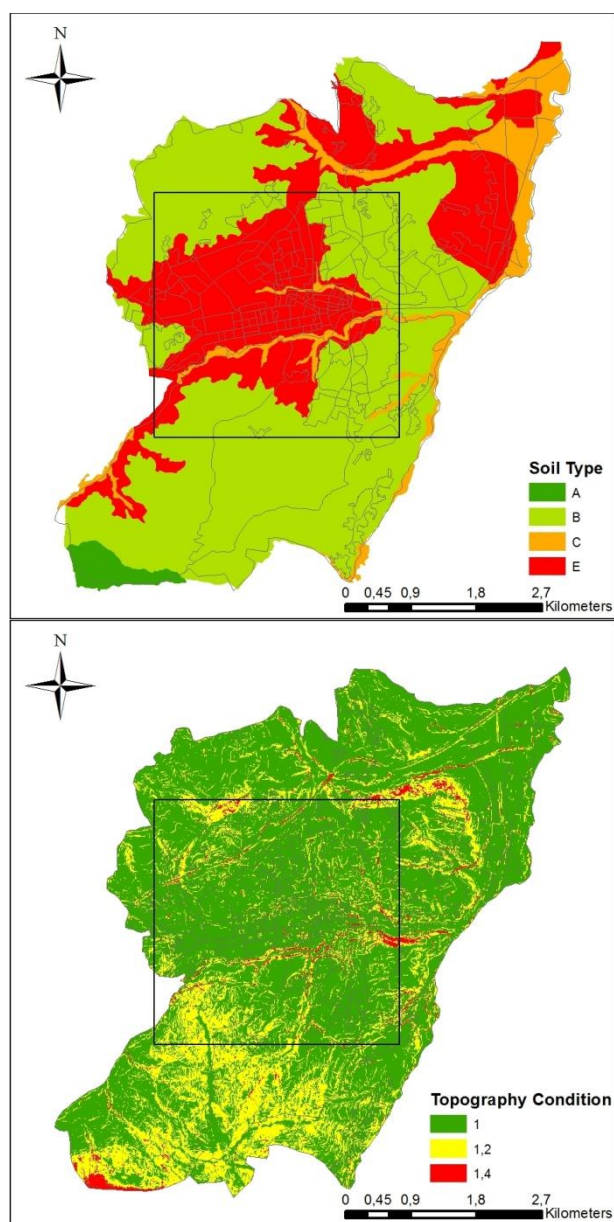 N
Soil Type
A
B
C
E
0 0,45 0,9 1,8 2,7
Kilometers
N
Topography Condition
1
1,2
1,4
0 0,45 0,9 1,8 2,7
Kilometers